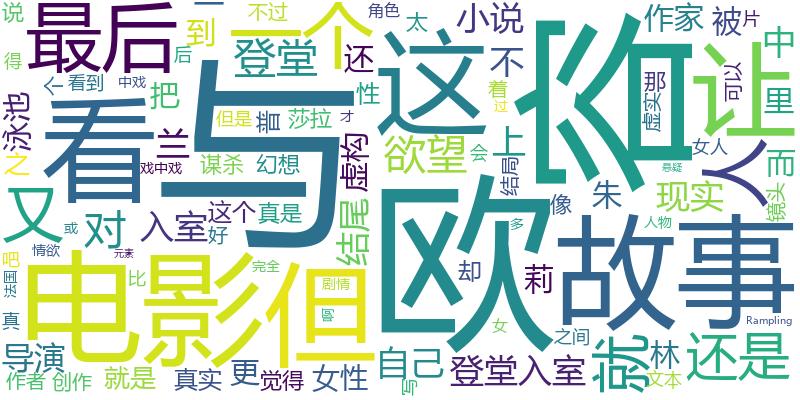 说
得
最后
不过
到
一个
角色
太
小说
作家
被
片
后
登堂
还
这
不
名
让
中
里
个
看到
中戏
把
性
着
过
虚实
那
可以
泳池
看
与
但是
普
莎拉
才
欲望
上
会
结局
女人
人
而
镜头
之
兰
戏中戏
谋杀
幻想
虚构
悬疑
又
对
入室
这个
真是
好
结尾
欧
像
朱
现实
情欲
或
元素
故事
多
人物
吧
法国
比
电影
但
完全
剧情
却
莉
女
之间
Rampling
真
导演
就是
真实
更
觉得
女性
自己
写
登堂入室
就
林
还是
作者
创作
文本